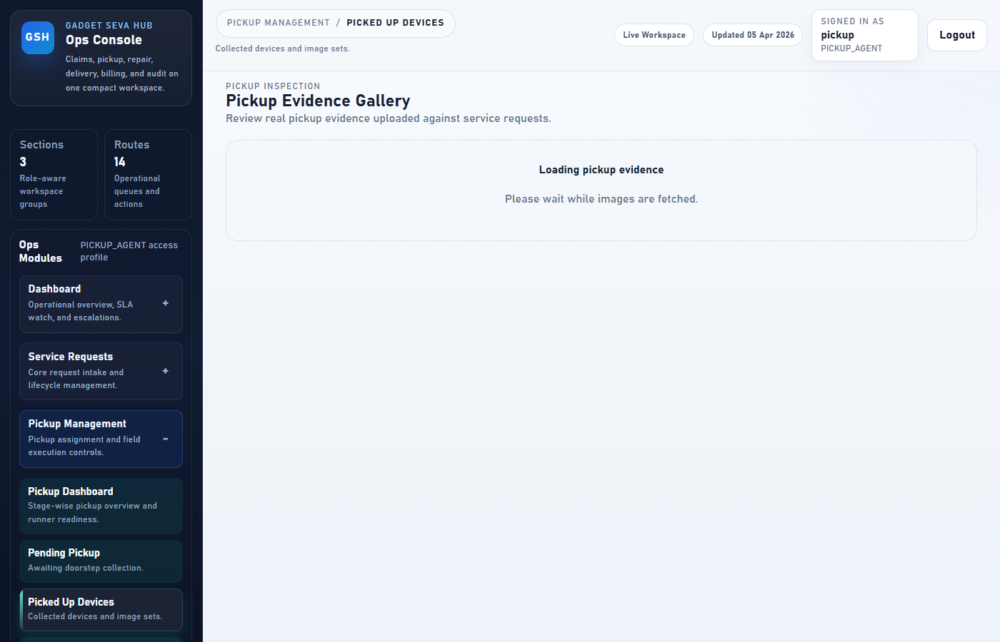 GSH
GADGET SEVA HUB
Ops Console
Claims, pickup, repair,
delivery, billing, and audit on
one compact workspace.
Sections
3
Role-aware
workspace
groups
Routes
14
Operational
queues and
actions
Ops
Modules
PICKUP_AGENT access
profile
Dashboard
Operational overview, SLA
watch, and escalations.
+
Service Requests
Core request intake and
lifecycle management.
+
Pickup Management
Pickup assignment and field
execution controls.
-
Pickup Dashboard
Stage-wise pickup overview and
runner readiness.
Pending Pickup
Awaiting doorstep collection.
Picked Up Devices
Collected devices and image sets.
PICKUP MANAGEMENT / PICKED UP DEVICES
Collected devices and image sets.
Live Workspace
Updated 05 Apr 2026
SIGNED IN AS
pickup
PICKUP_AGENT
Logout
PICKUP INSPECTION
Pickup Evidence Gallery
Review real pickup evidence uploaded against service requests.
Loading pickup evidence
Please wait while images are fetched.